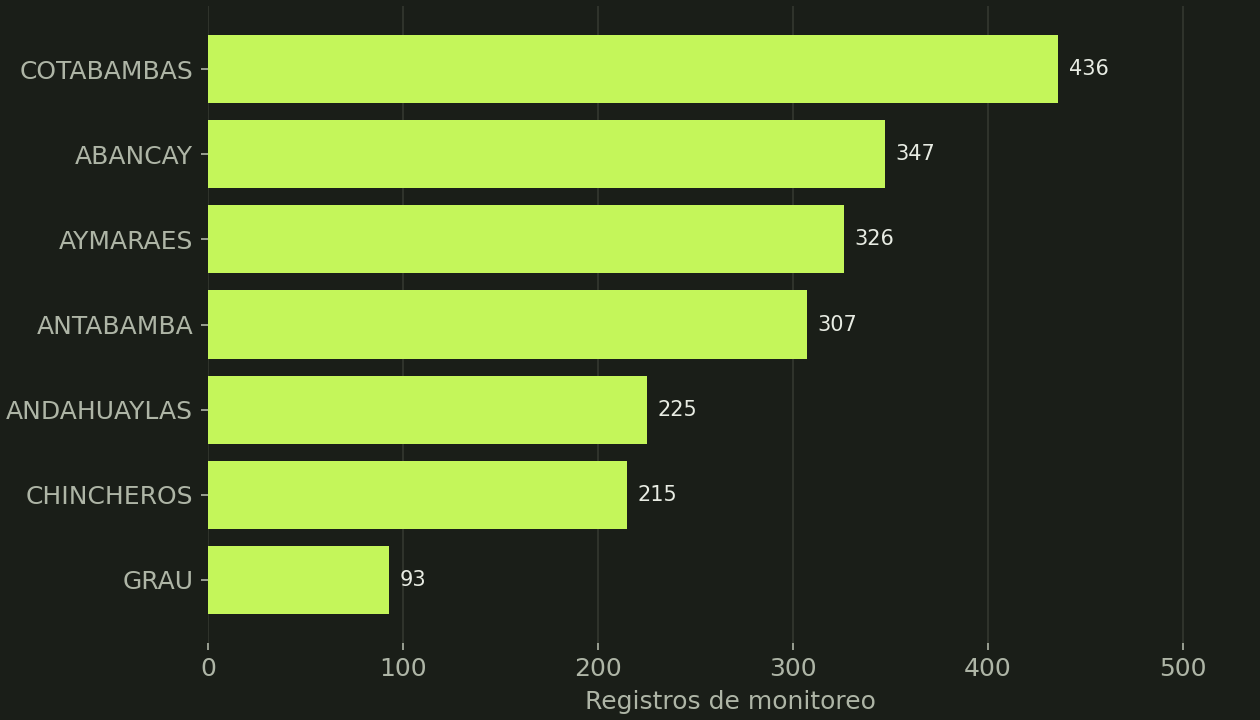 COTABAMBAS 436
ABANCAY 347
AYMARAES 326
ANTABAMBA 307
ANDAHUAYLAS 225
CHINCHEROS 215
GRAU 93
0 100 200 300 400 500
Registros de monitoreo